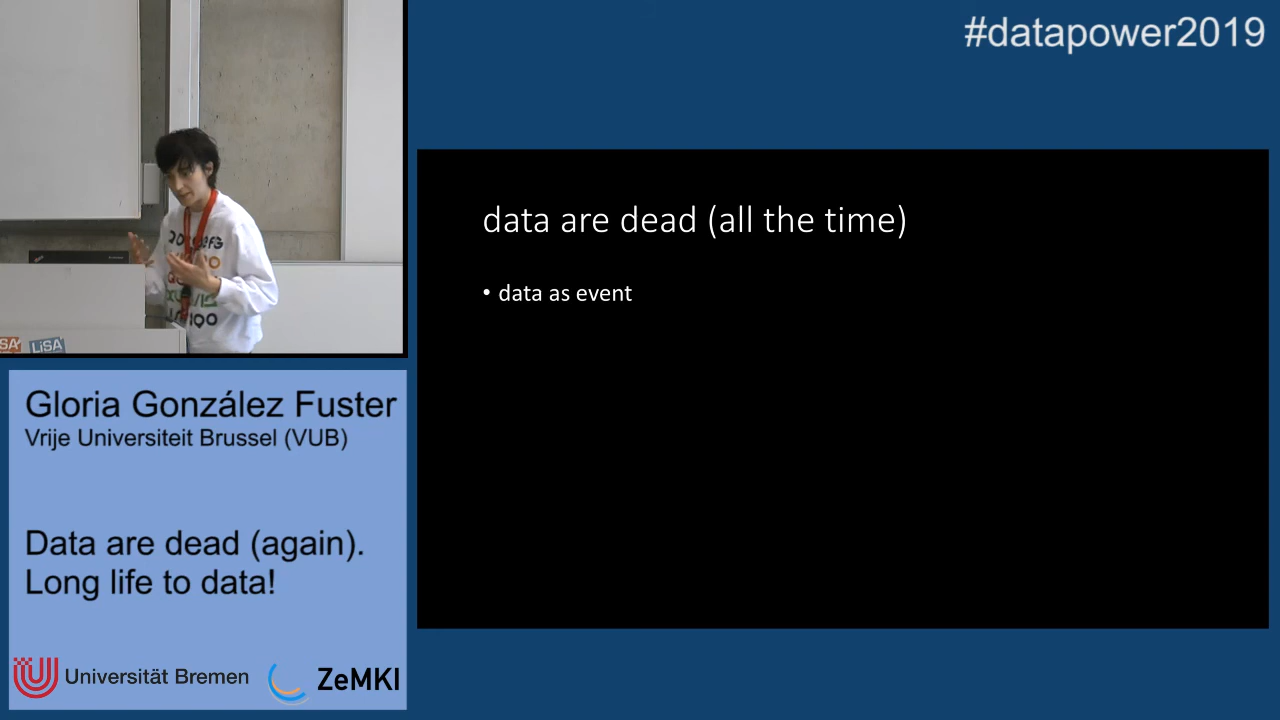 #datapower2019
data are dead (all the time)
• data as event
LiSA
Gloria González Fuster
Vrije Universiteit Brussel (VUB)
Data are dead (again).
Long life to data!
Universität Bremen
ZeMKI